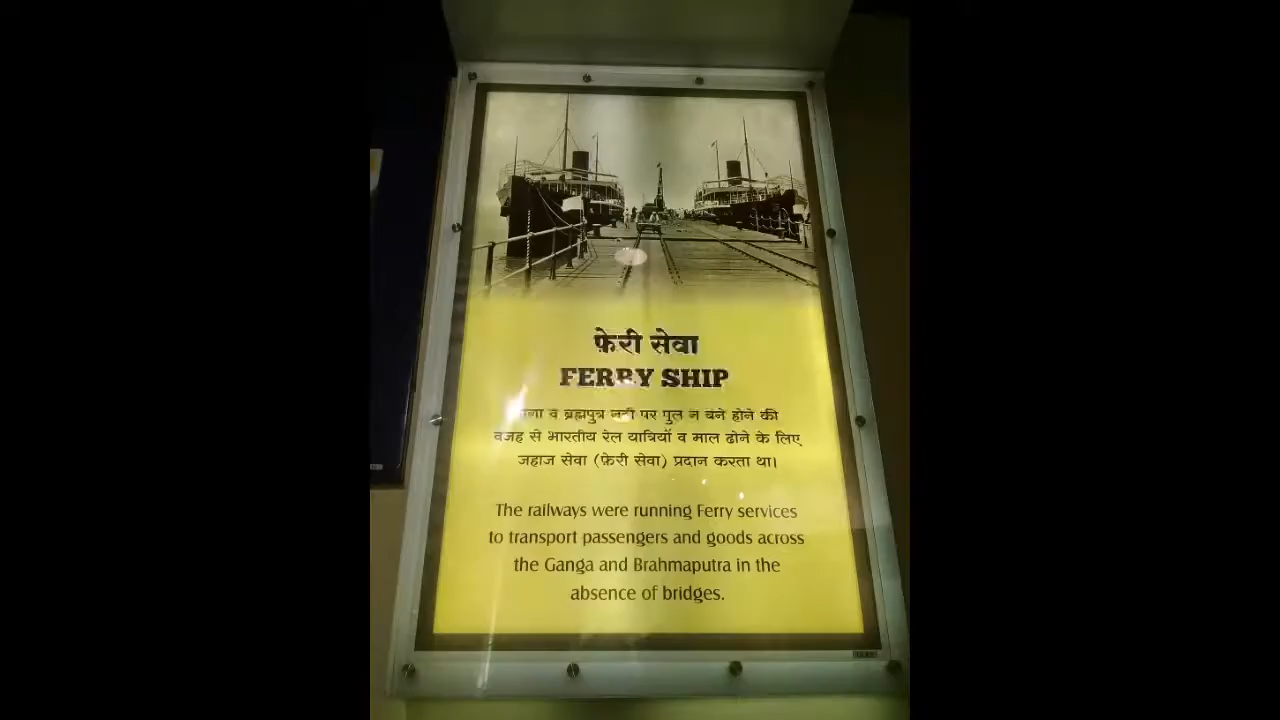 फ़ेरी सेवा
FERRY SHIP
व ब्रह्मपुत्र नदी पर पुल न बने होने की
वजह से भारतीय रेल यात्रियों व माल ढोने के लिए
जहाज सेवा (फ़ेरी सेवा) प्रदान करता था।
The railways were running Ferry services
to transport passengers and goods across
the Ganga and Brahmaputra in the
absence of bridges.